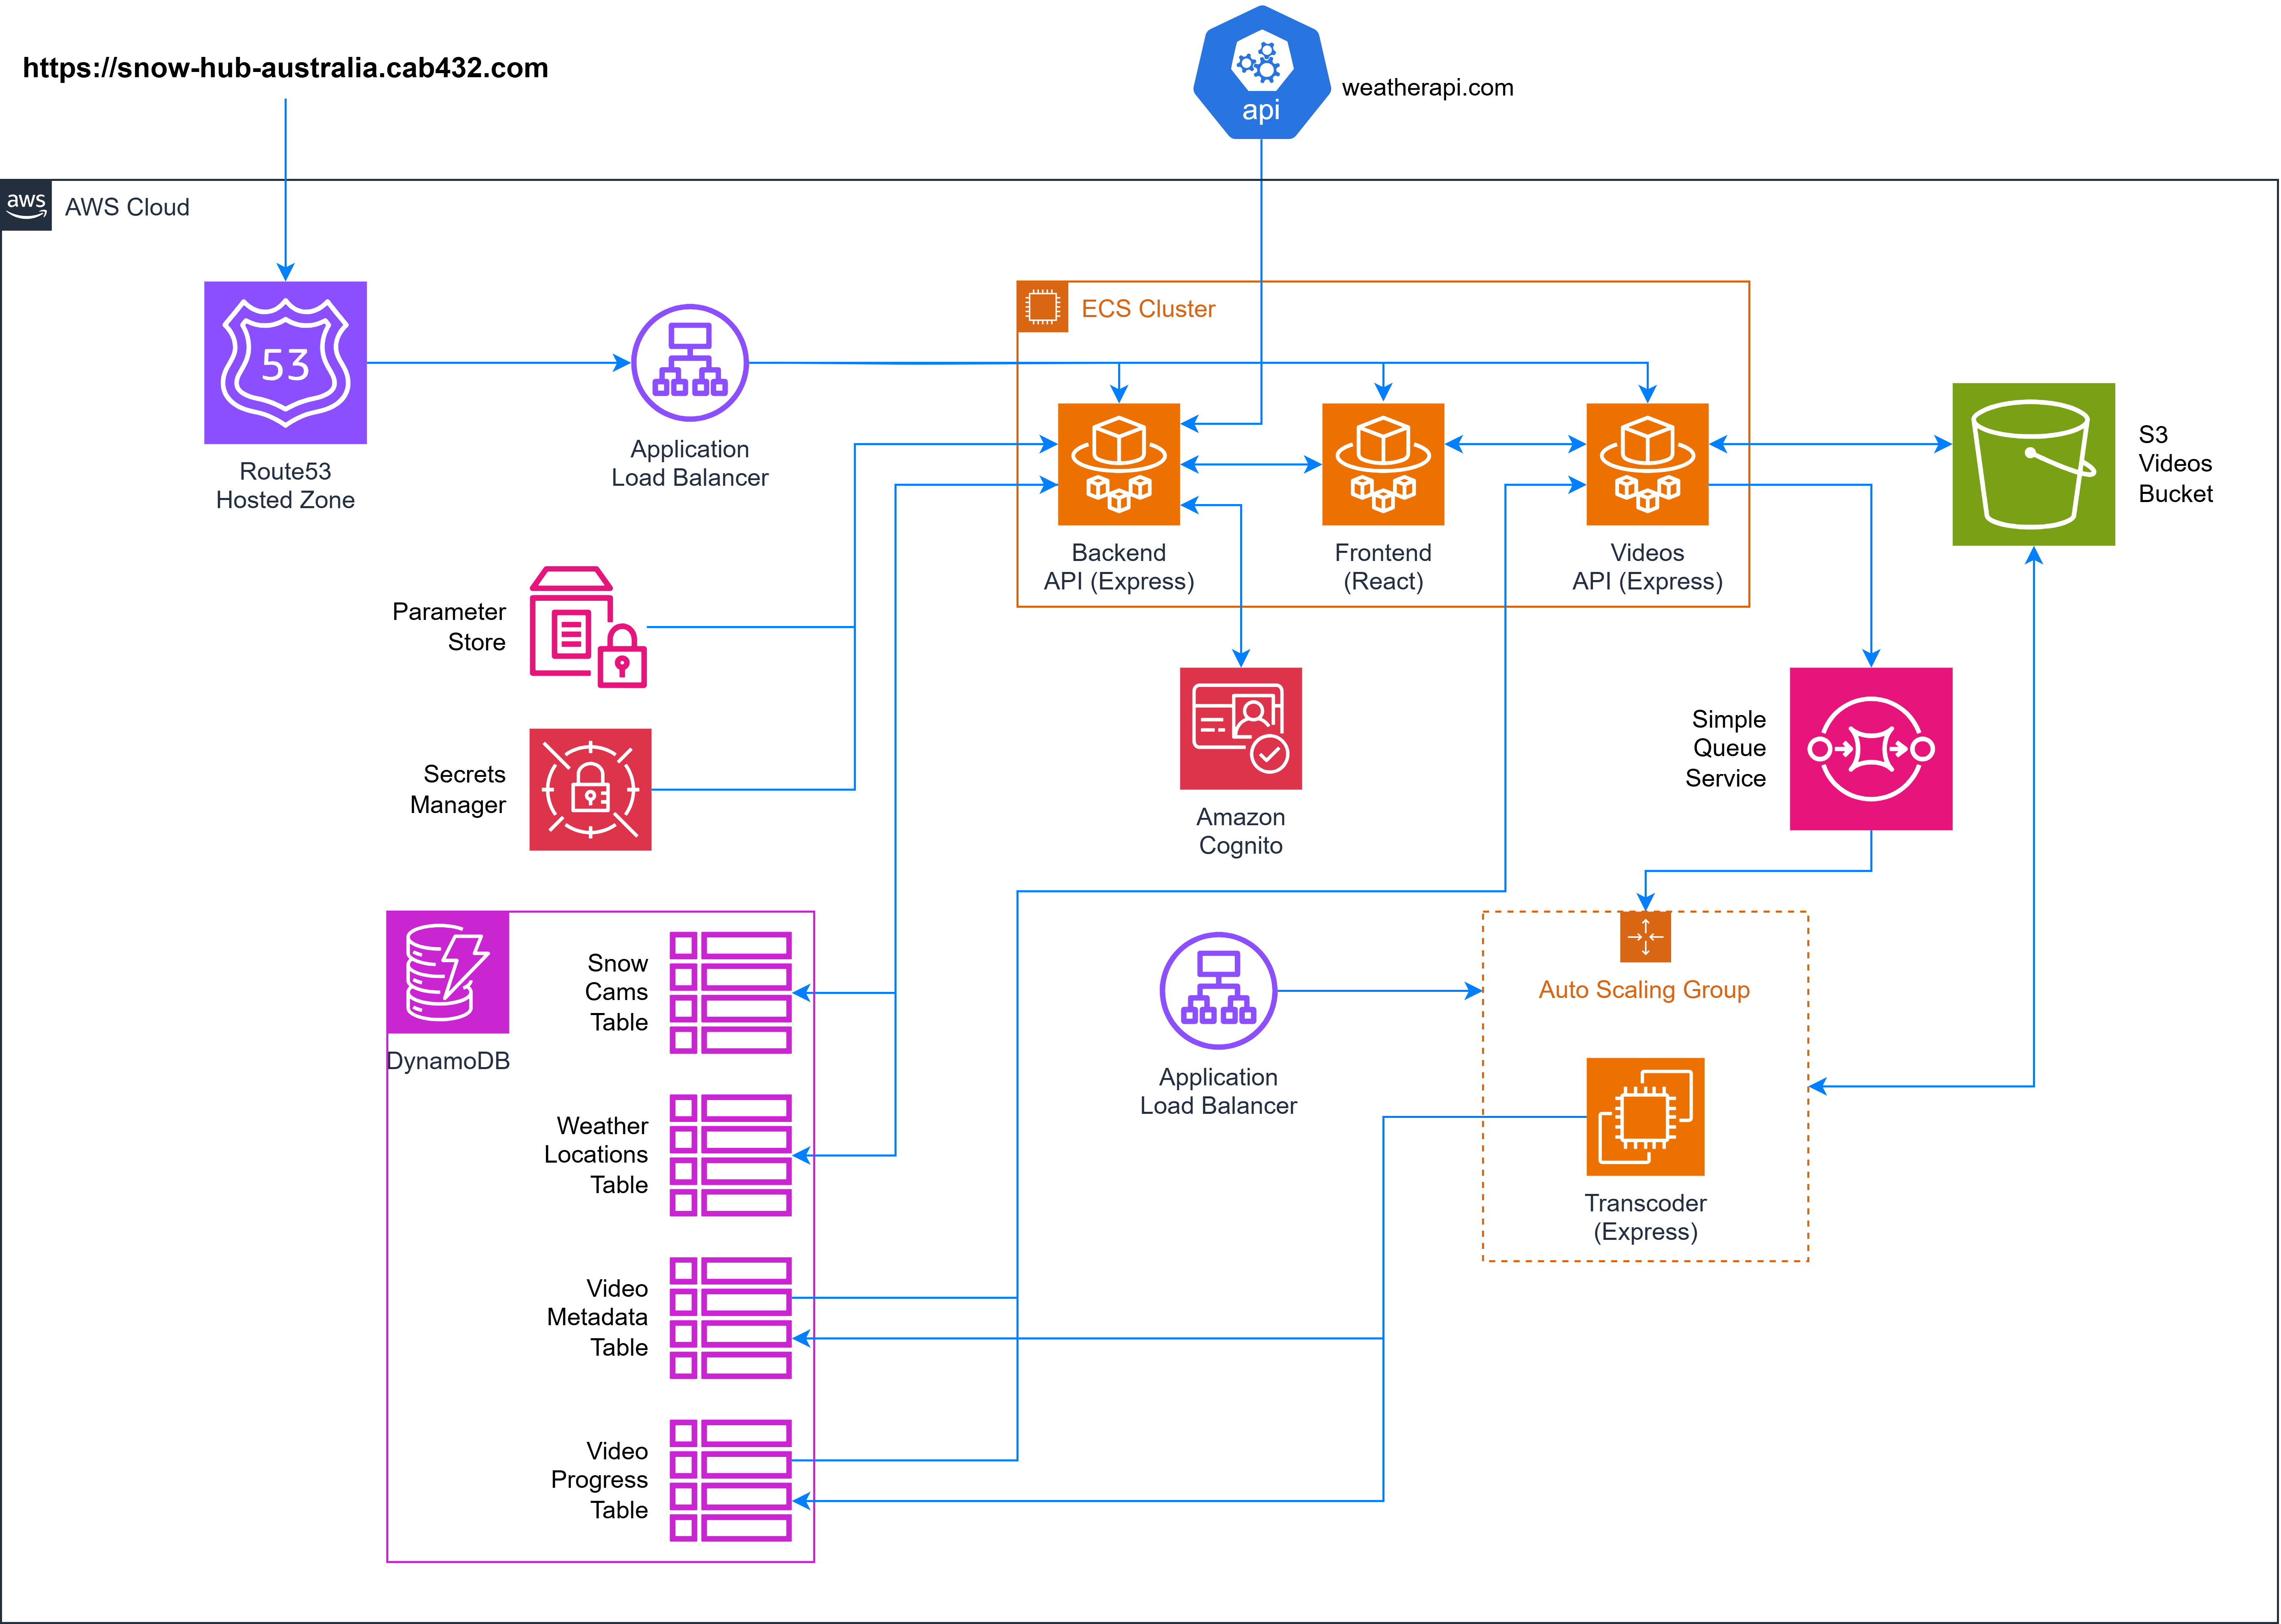 https://snow-hub-australia.cab432.com
api
weatherapi.com
aws
AWS Cloud
53
Route53
Hosted Zone
Application
Load Balancer
ECS Cluster
Backend
API (Express)
Frontend
(React)
Videos
API (Express)
S3
Videos
Bucket
Parameter
Store
Secrets
Manager
Amazon
Cognito
Simple
Queue
Service
DynamoDB
Snow
Cams
Table
Weather
Locations
Table
Video
Metadata
Table
Video
Progress
Table
Application
Load Balancer
Auto Scaling Group
Transcoder
(Express)